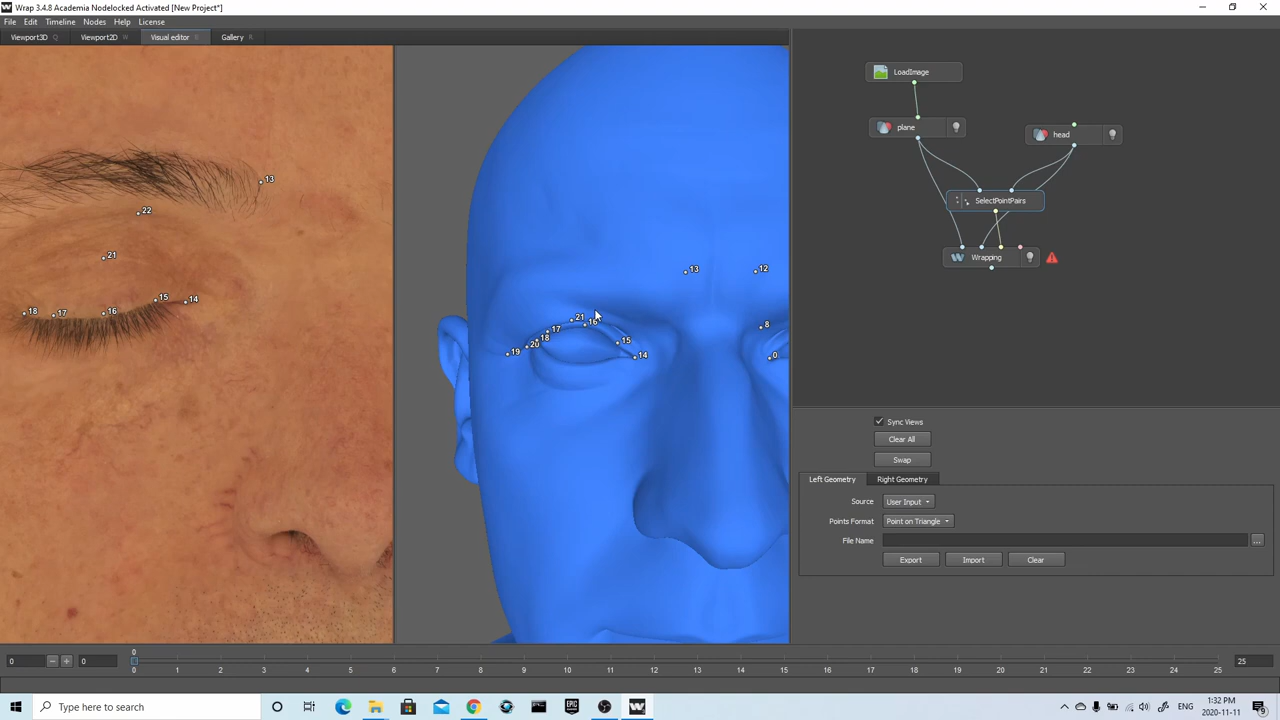 Wrap 3.4.8 Academia Nodelocked Activated [New Project*]
File Edit Timeline Nodes Help License
Viewport3D Q Viewport2D W Visual editor Gallery R
LoadImage
plane
head
SelectPointPairs
Wrapping
13
22
21
15
14
18
17
16
13
12
21
16
17
8
18
20
15
19
14
0
Sync Views
Clear All
Swap
Left Geometry Right Geometry
Source User Input
Points Format Point on Triangle
File Name ...
Export Import Clear
0
0 0 25
0 1 2 3 4 5 6 7 8 9 10 11 12 13 14 15 16 17 18 19 20 21 22 23 24 25
Type here to search
EPIC GAMES
ENG
1:32 PM
2020-11-11